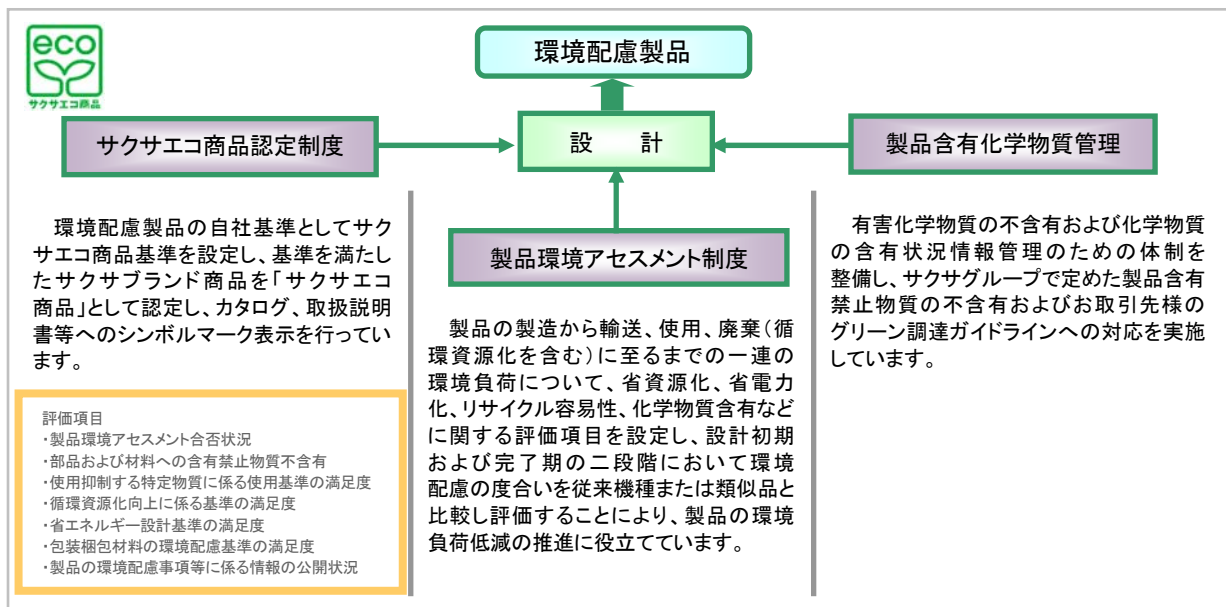 eco
サクサエコ商品
環境配慮製品
サクサエコ商品認定制度
設　計
製品含有化学物質管理
環境配慮製品の自社基準としてサク
サエコ商品基準を設定し、基準を満たし
たサクサブランド商品を「サクサエコ
商品」として認定し、カタログ、取扱説明
書等へのシンボルマーク表示を行ってい
ます。
評価項目
・製品環境アセスメント合否状況
・部品および材料への含有禁止物質不含有
・使用抑制する特定物質に係る使用基準の満足度
・循環資源化向上に係る基準の満足度
・省エネルギー設計基準の満足度
・包装梱包材料の環境配慮基準の満足度
・製品の環境配慮事項等に係る情報の公開状況
製品環境アセスメント制度
製品の製造から輸送、使用、廃棄（循
環資源化を含む）に至るまでの一連の
環境負荷について、省資源化、省電力
化、リサイクル容易性、化学物質含有など
に関する評価項目を設定し、設計初期
および完了期の二段階において環境
配慮の度合いを従来機種または類似品と
比較し評価することにより、製品の環境
負荷低減の推進に役立てています。
有害化学物質の不含有および化学物質
の含有状況情報管理のための体制を
整備し、サクサグループで定めた製品含有
禁止物質の不含有およびお取引先様の
グリーン調達ガイドラインへの対応を実施
しています。